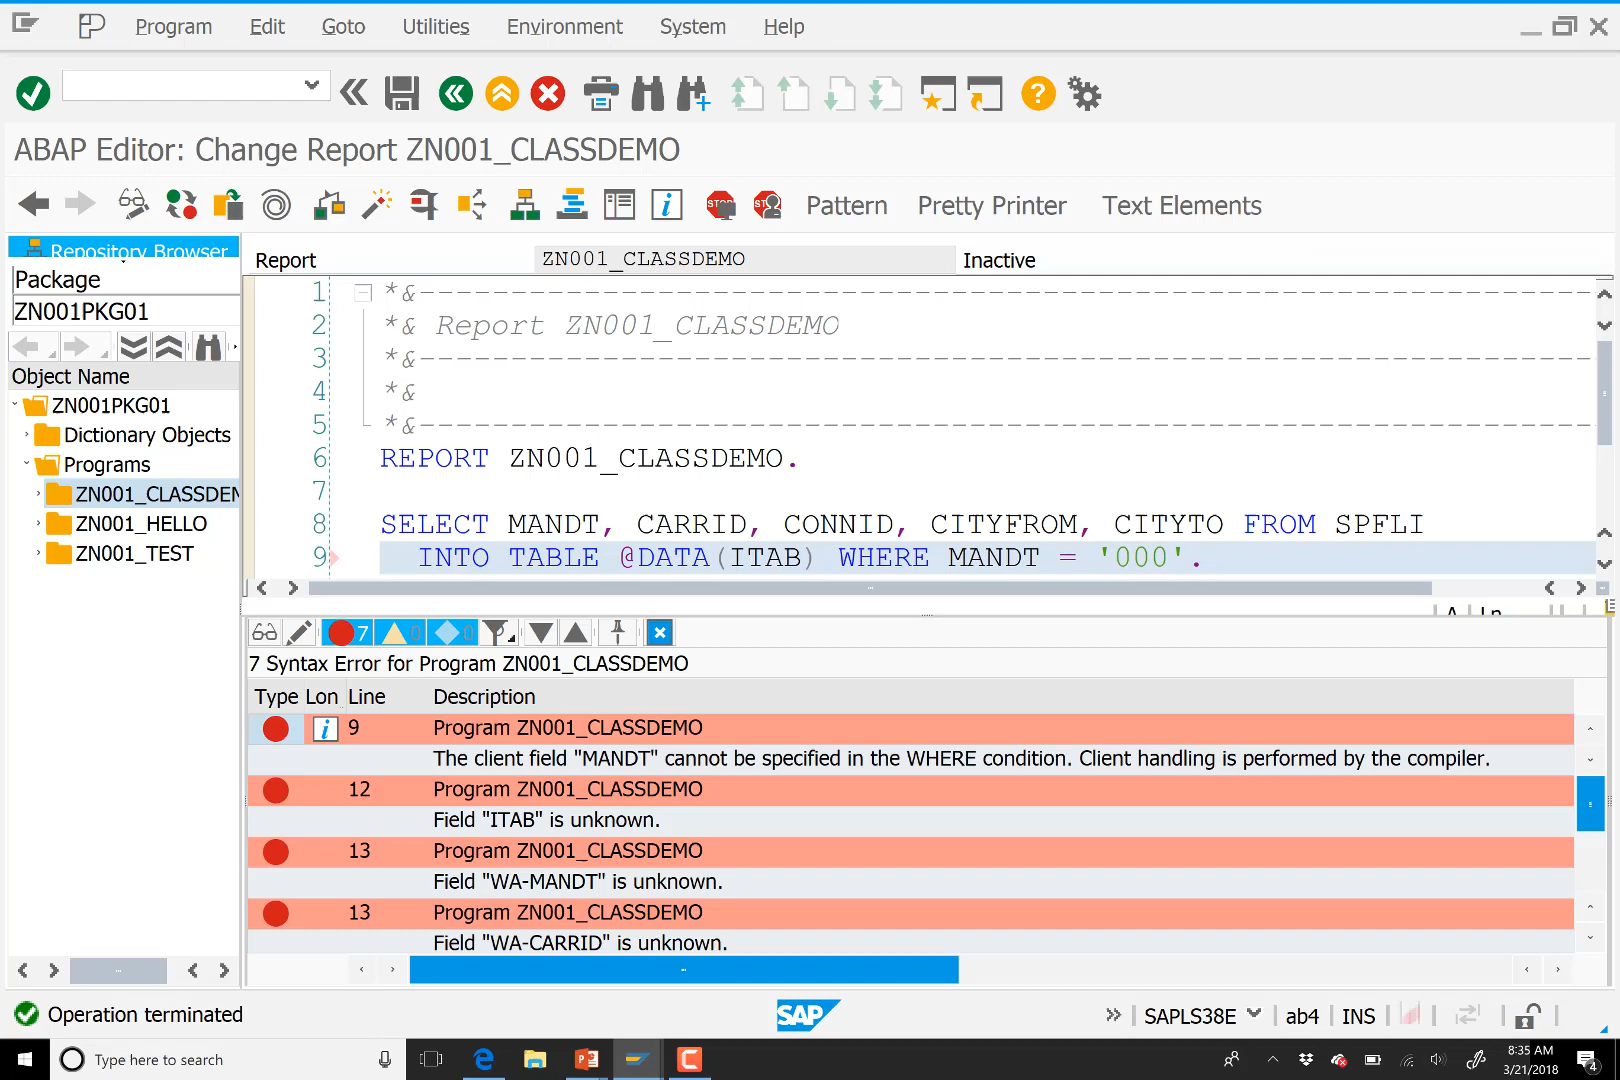 Program Edit Goto Utilities Environment System Help
ABAP Editor: Change Report ZN001_CLASSDEMO
Pattern Pretty Printer Text Elements
Repository Browser
Report ZN001_CLASSDEMO Inactive
Package
ZN001PKG01
Object Name
ZN001PKG01
Dictionary Objects
Programs
ZN001_CLASSDEM
ZN001_HELLO
ZN001_TEST
1 *&---------------------------------------------------------------------
2 *& Report ZN001_CLASSDEMO
3 *&---------------------------------------------------------------------
4 *&
5 *&---------------------------------------------------------------------
6 REPORT ZN001_CLASSDEMO.
7
8 SELECT MANDT, CARRID, CONNID, CITYFROM, CITYTO FROM SPFLI
9 INTO TABLE @DATA(ITAB) WHERE MANDT = '000'.
7 0 0
7 Syntax Error for Program ZN001_CLASSDEMO
Type Lon Line Description
9 Program ZN001_CLASSDEMO
The client field "MANDT" cannot be specified in the WHERE condition. Client handling is performed by the compiler.
12 Program ZN001_CLASSDEMO
Field "ITAB" is unknown.
13 Program ZN001_CLASSDEMO
Field "WA-MANDT" is unknown.
13 Program ZN001_CLASSDEMO
Field "WA-CARRID" is unknown.
Operation terminated
SAP
SAPLS38E ab4 INS
Type here to search
8:35 AM
3/21/2018
4